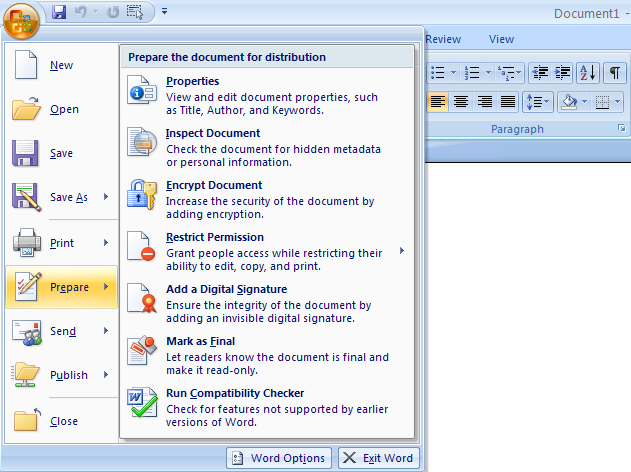 Document1 -
Review View
Paragraph
New
Open
Save
Save As
Print
Prepare
Send
Publish
Close
Prepare the document for distribution
Properties
View and edit document properties, such
as Title, Author, and Keywords.
Inspect Document
Check the document for hidden metadata
or personal information.
Encrypt Document
Increase the security of the document by
adding encryption.
Restrict Permission
Grant people access while restricting their
ability to edit, copy, and print.
Add a Digital Signature
Ensure the integrity of the document by
adding an invisible digital signature.
Mark as Final
Let readers know the document is final and
make it read-only.
Run Compatibility Checker
Check for features not supported by earlier
versions of Word.
Word Options Exit Word